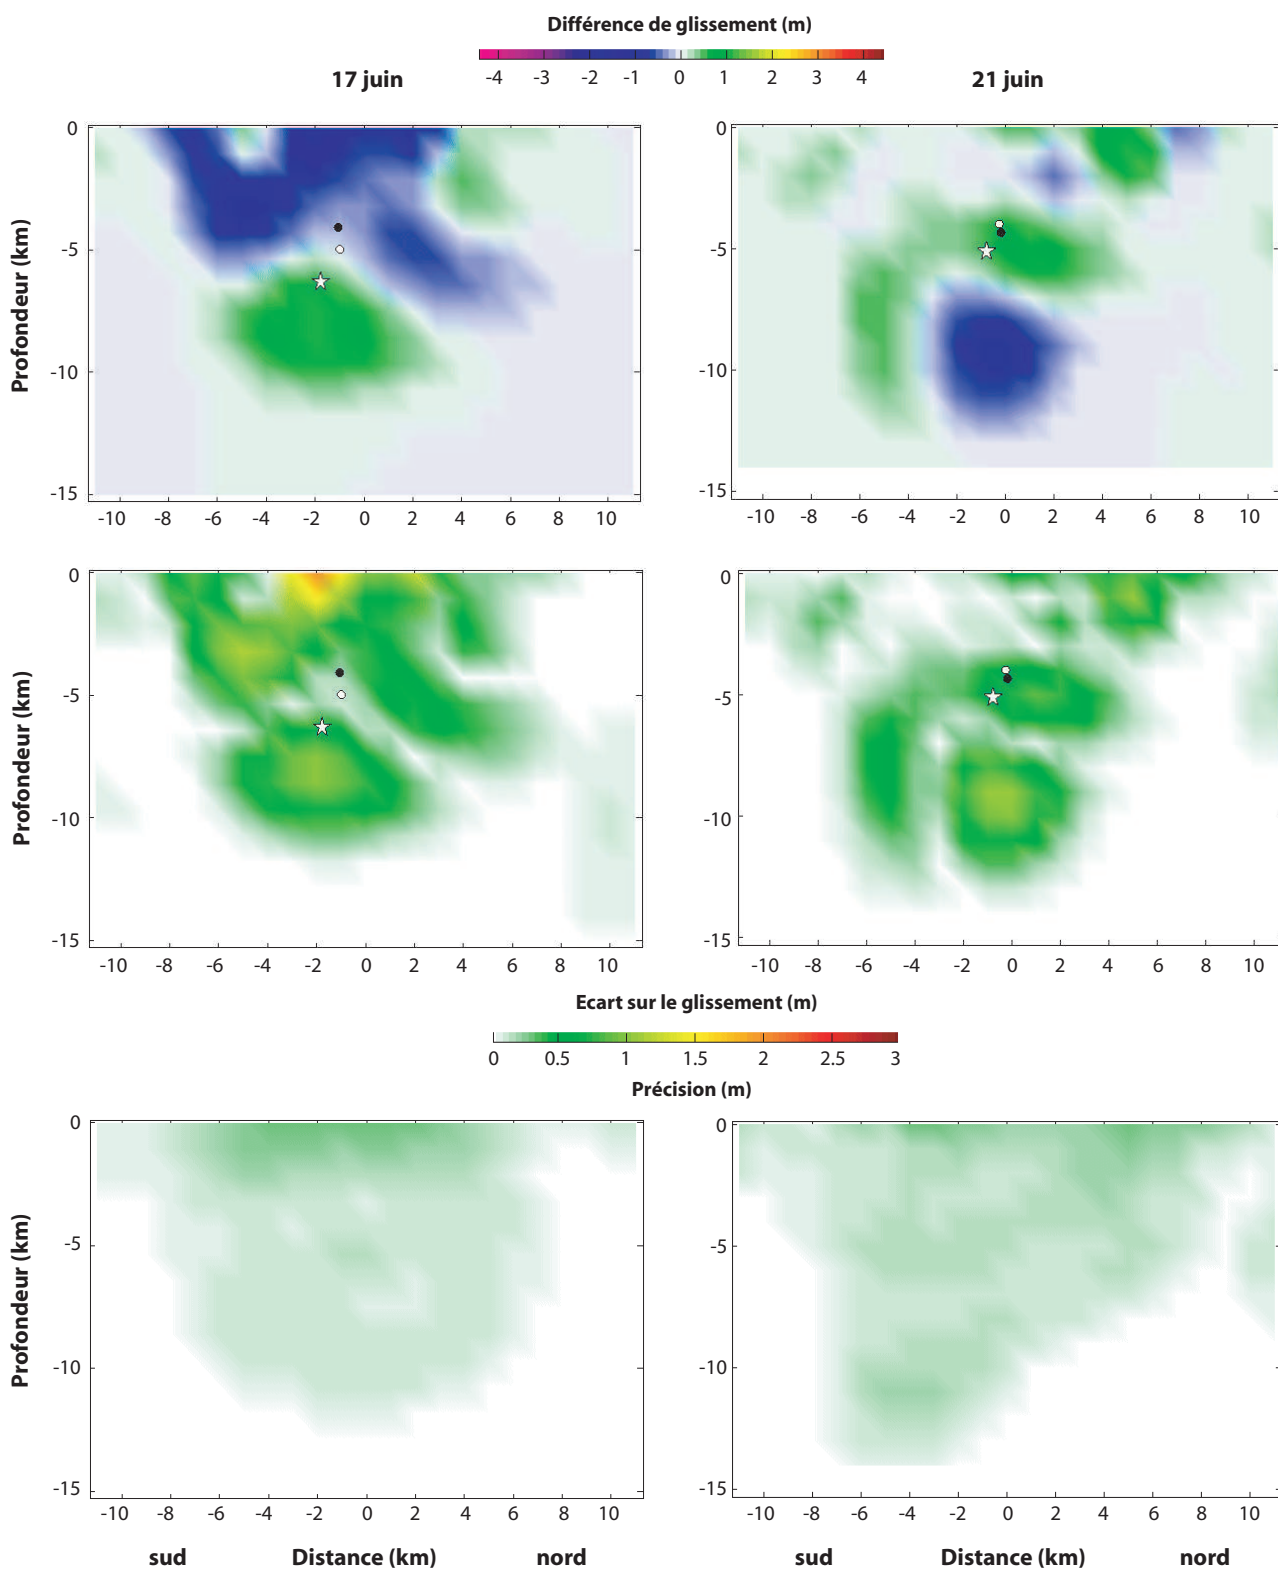 Différence de glissement (m)
-4 -3 -2 -1 0 1 2 3 4
17 juin 21 juin
Profondeur (km)
0
-5
-10
-15
-10 -8 -6 -4 -2 0 2 4 6 8 10
0
-5
-10
-15
-10 -8 -6 -4 -2 0 2 4 6 8 10
Profondeur (km)
0
-5
-10
-15
-10 -8 -6 -4 -2 0 2 4 6 8 10
0
-5
-10
-15
-10 -8 -6 -4 -2 0 2 4 6 8 10
Ecart sur le glissement (m)
0 0.5 1 1.5 2 2.5 3
Précision (m)
Profondeur (km)
0
-5
-10
-15
-10 -8 -6 -4 -2 0 2 4 6 8 10
sud Distance (km) nord
0
-5
-10
-15
-10 -8 -6 -4 -2 0 2 4 6 8 10
sud Distance (km) nord